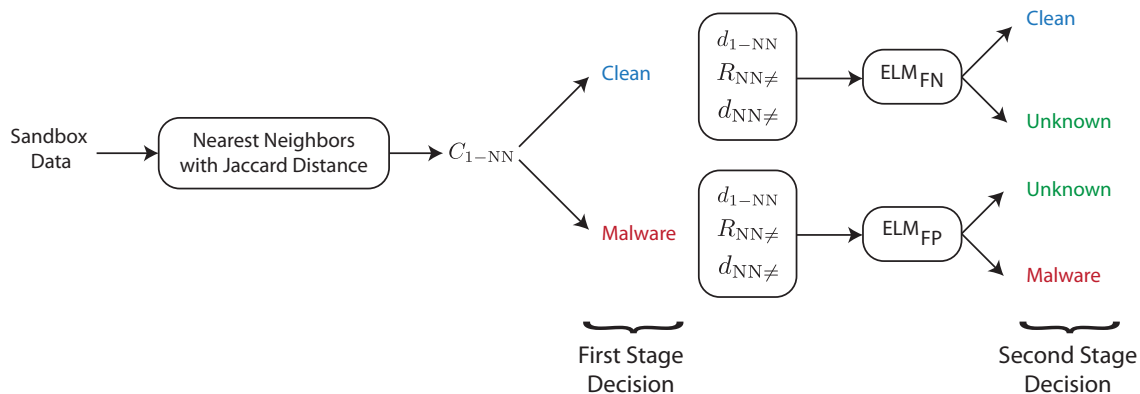 Sandbox
Data
Nearest Neighbors
with Jaccard Distance
C1−NN
Clean
Malware
d1−NN
RNN≠
dNN≠
ELMFN
Clean
Unknown
d1−NN
RNN≠
dNN≠
ELMFP
Unknown
Malware
First Stage
Decision
Second Stage
Decision